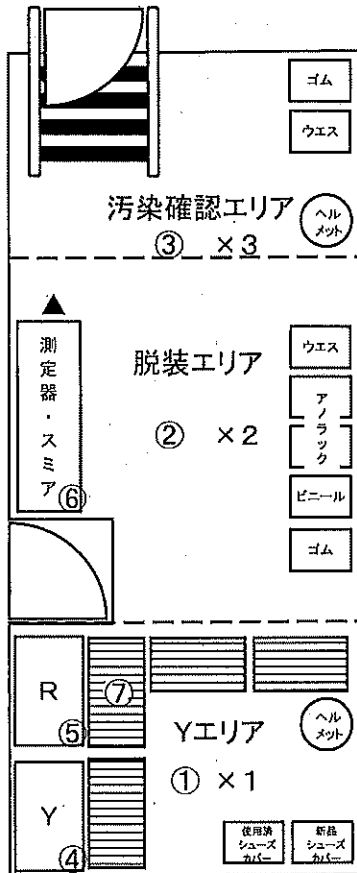 ゴム
ウエス
汚染確認エリア
ヘル
メット
③ ×3
▲
測定器・スミア
⑥
脱装エリア
② ×2
ウエス
アノラック
ビニール
ゴム
R
⑤
⑦
Yエリア
ヘル
メット
① ×1
Y
④
使用済
シューズ
カバー
新品
シューズ
カバー